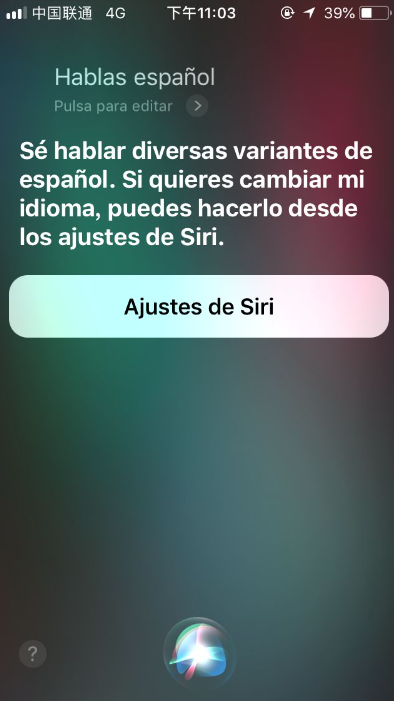 中国联通 4G 下午11:03 39%
Hablas español
Pulsa para editar
Sé hablar diversas variantes de
español. Si quieres cambiar mi
idioma, puedes hacerlo desde
los ajustes de Siri.
Ajustes de Siri
?